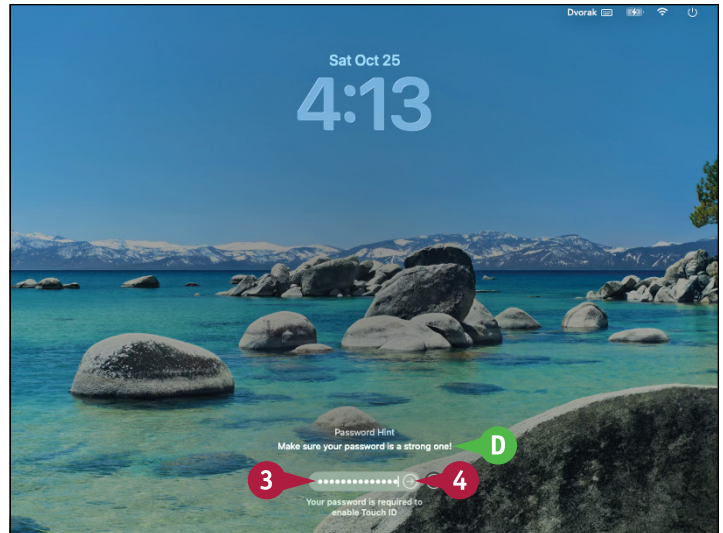 Dvorak
Sat Oct 25
4:13
Password Hint
Make sure your password is a strong one!
D
3
4
Your password is required to
enable Touch ID